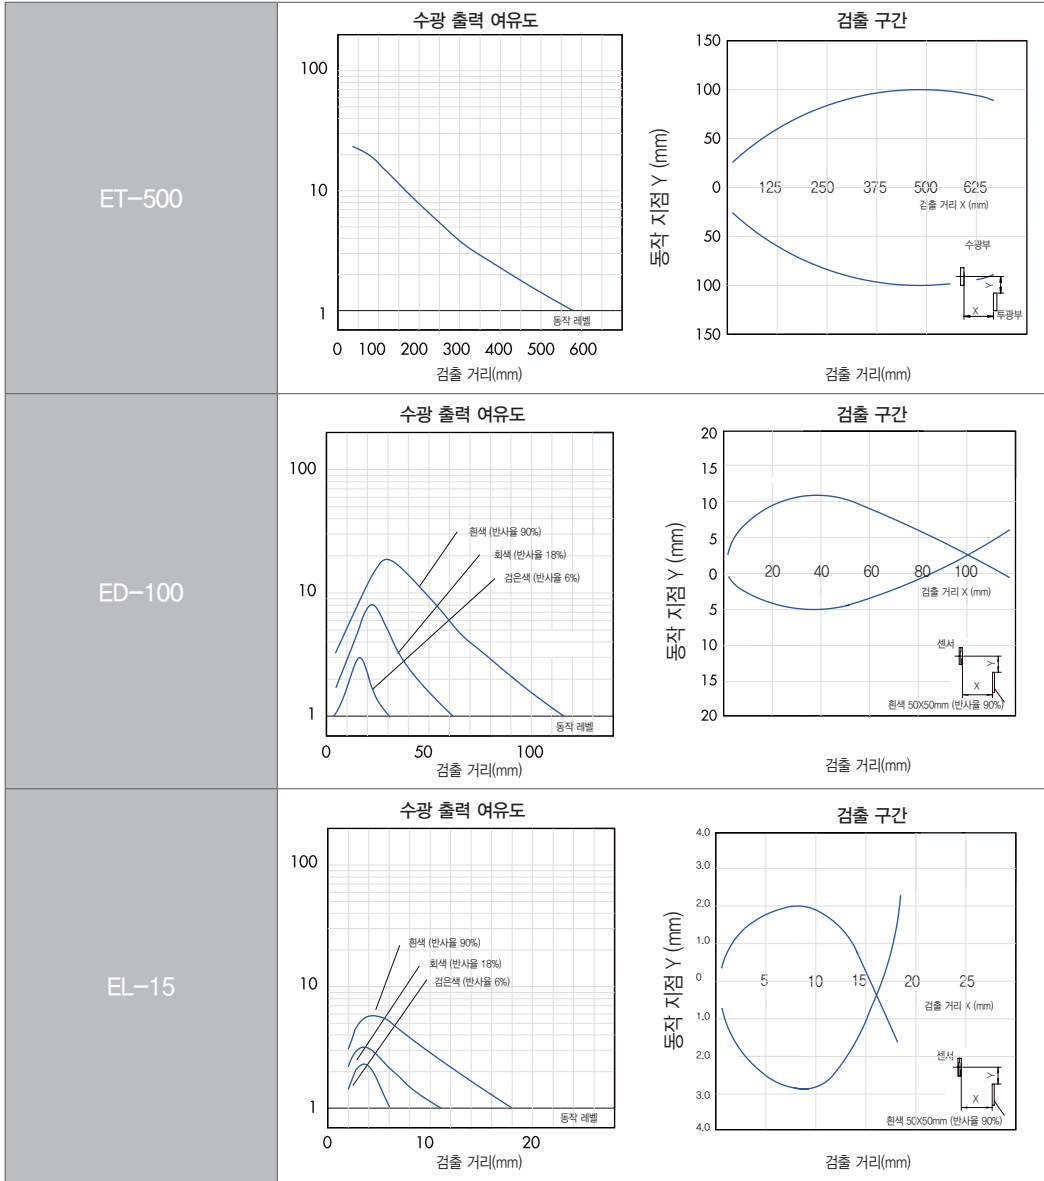 ET-500
수광 출력 여유도
100
10
1
동작 레벨
0 100 200 300 400 500 600
검출 거리(mm)
검출 구간
동작 지점 Y (mm)
150
100
50
0
50
100
150
125 250 375 500 625
검출 거리 X (mm)
수광부
Y
X
투광부
검출 거리(mm)
ED-100
수광 출력 여유도
100
10
1
흰색 (반사율 90%)
회색 (반사율 18%)
검은색 (반사율 6%)
동작 레벨
0 50 100
검출 거리(mm)
검출 구간
동작 지점 Y (mm)
20
15
10
5
0
5
10
15
20
20 40 60 80 100
검출 거리 X (mm)
센서
Y
X
흰색 50X50mm (반사율 90%)
검출 거리(mm)
EL-15
수광 출력 여유도
100
10
1
흰색 (반사율 90%)
회색 (반사율 18%)
검은색 (반사율 6%)
동작 레벨
0 10 20
검출 거리(mm)
검출 구간
동작 지점 Y (mm)
4.0
3.0
2.0
1.0
0
1.0
2.0
3.0
4.0
5 10 15 20 25
검출 거리 X (mm)
센서
Y
X
흰색 50X50mm (반사율 90%)
검출 거리(mm)